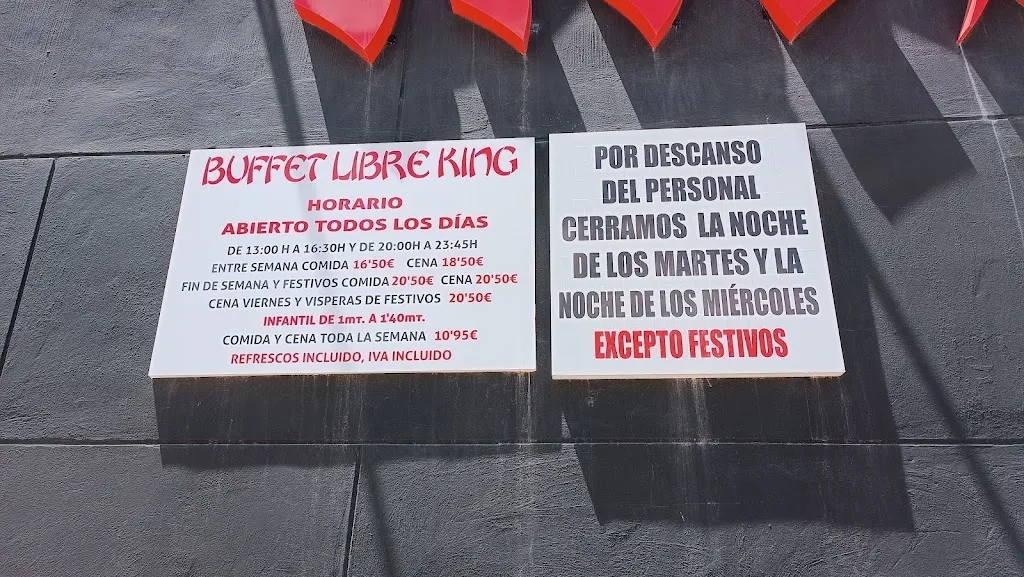 BUFFET LIBRE KING
HORARIO
ABIERTO TODOS LOS DÍAS
DE 13:00 H A 16:30H Y DE 20:00H A 23:45H
ENTRE SEMANA COMIDA 16'50€ CENA 18'50€
FIN DE SEMANA Y FESTIVOS COMIDA 20'50€ CENA 20'50€
CENA VIERNES Y VISPERAS DE FESTIVOS 20'50€
INFANTIL DE 1MT. A 1'40MT.
COMIDA Y CENA TODA LA SEMANA 10'95€
REFRESCOS INCLUIDO, IVA INCLUIDO
POR DESCANSO
DEL PERSONAL
CERRAMOS LA NOCHE
DE LOS MARTES Y LA
NOCHE DE LOS MIÉRCOLES
EXCEPTO FESTIVOS